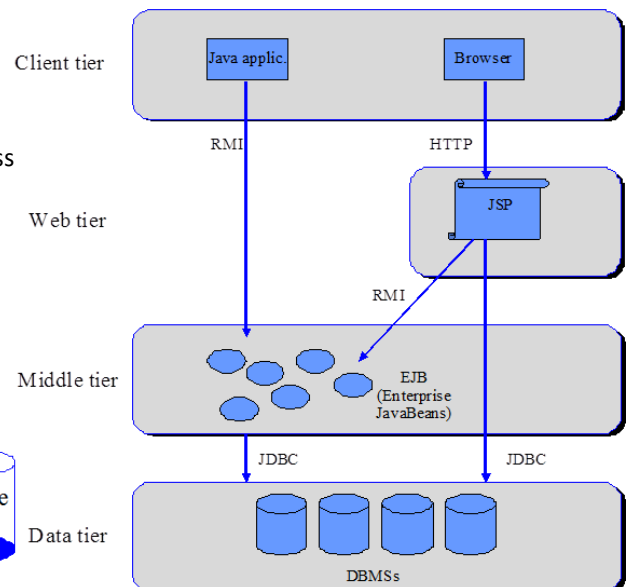 Client tier
Java applic.
Browser
RMI
HTTP
ss
Web tier
JSP
RMI
Middle tier
EJB
(Enterprise
JavaBeans)
JDBC
JDBC
e
Data tier
DBMSs